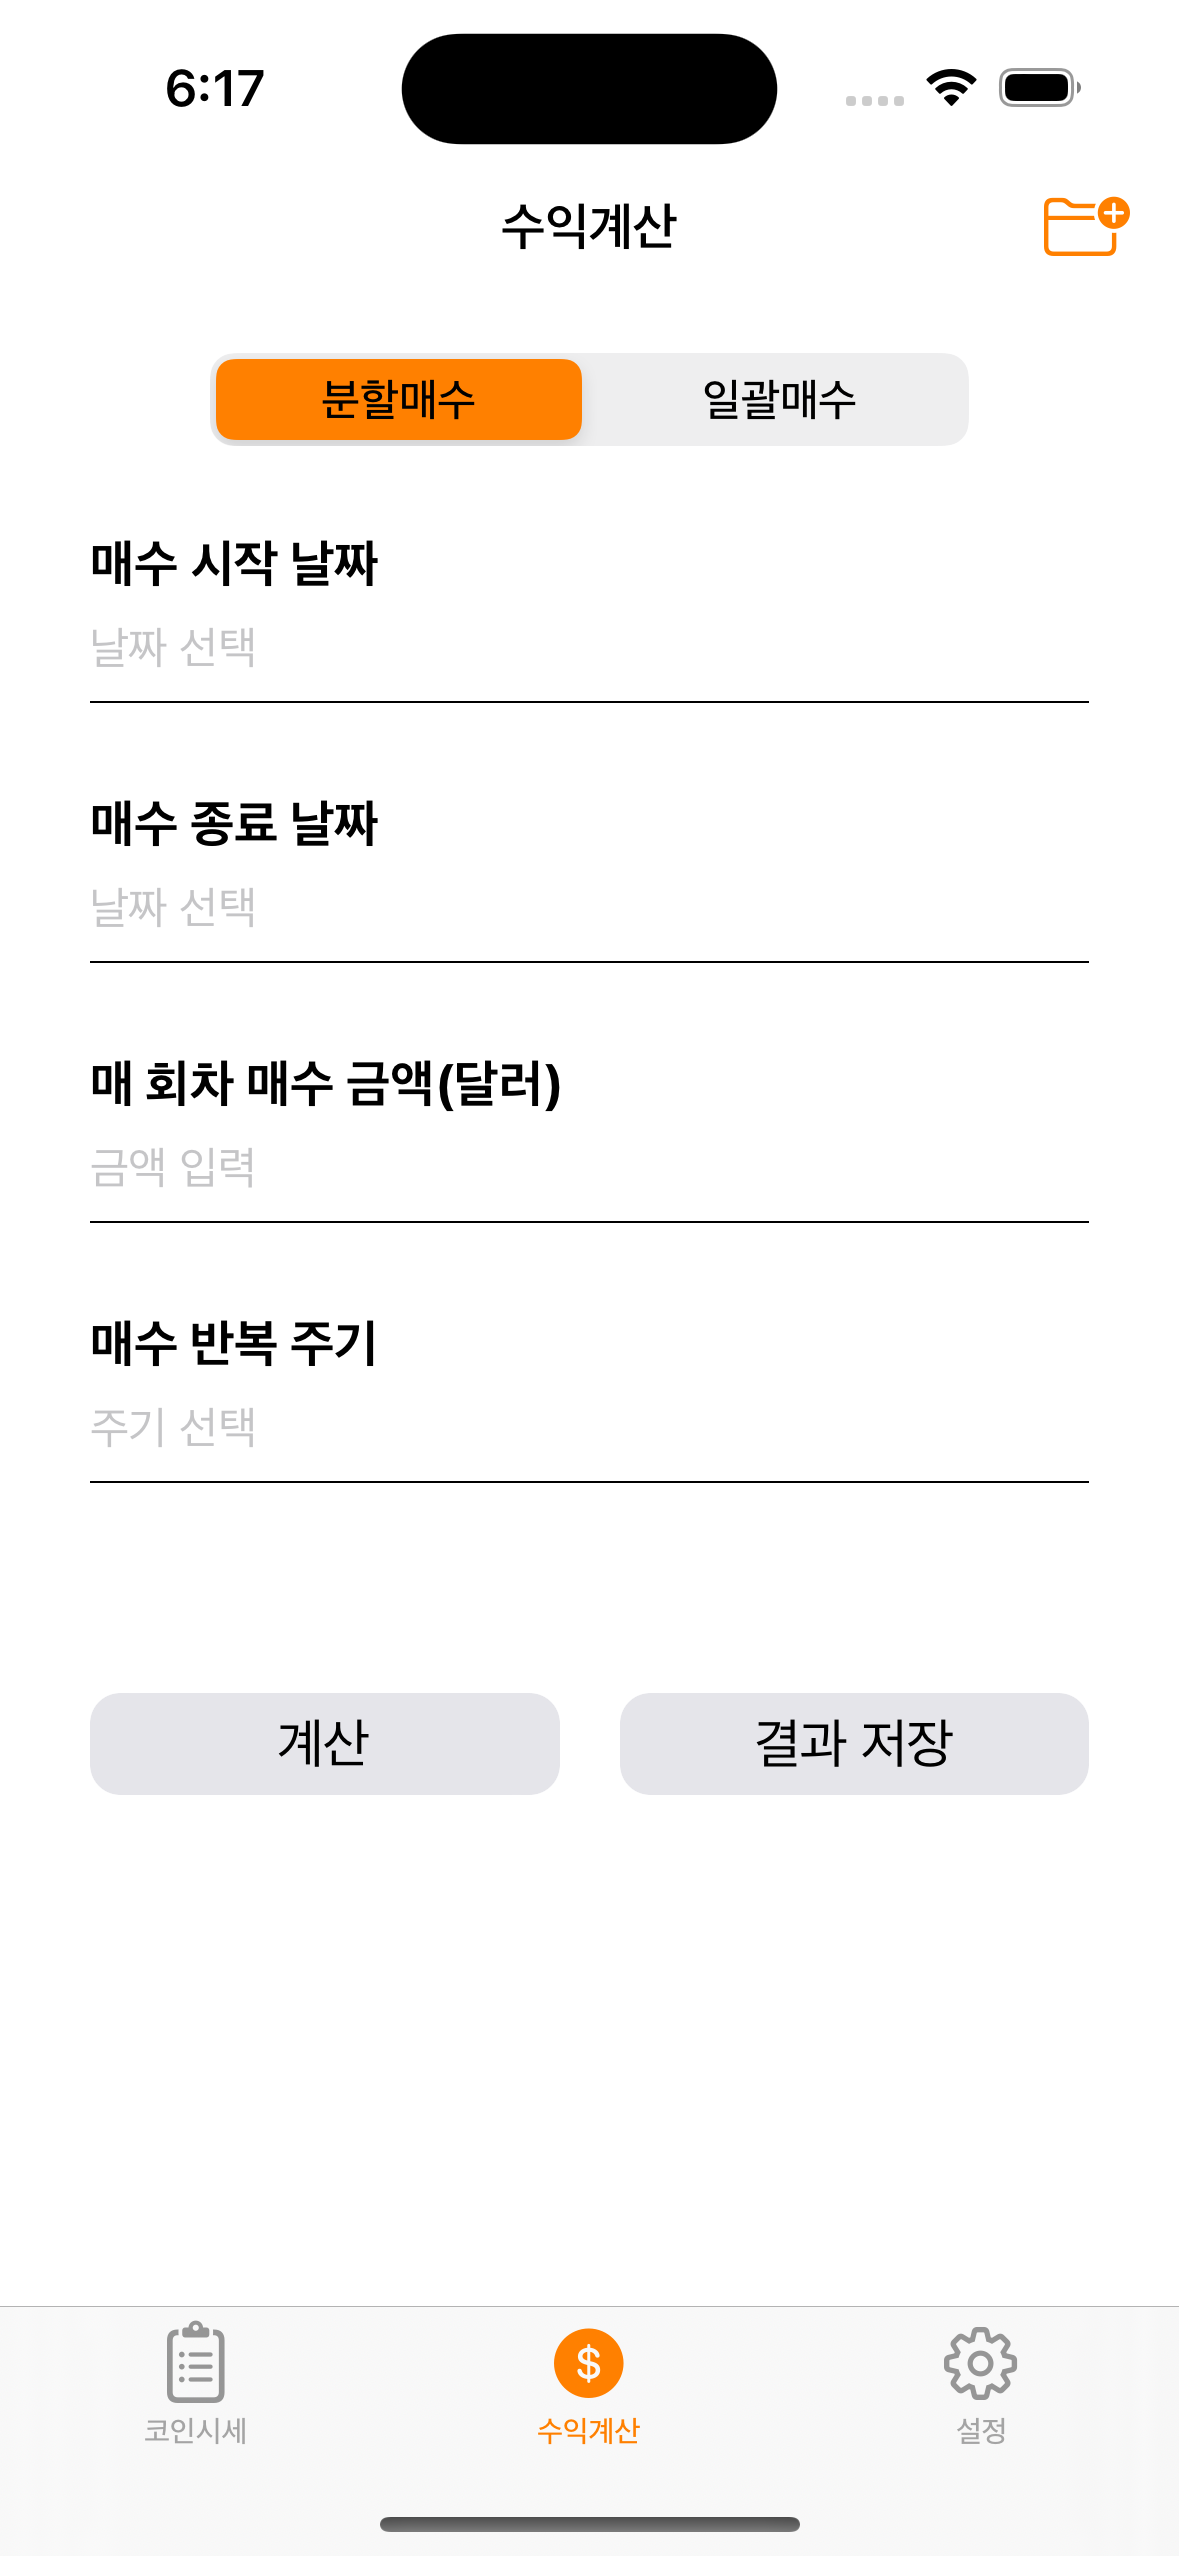 6:17
수익계산
분할매수 일괄매수
매수 시작 날짜
날짜 선택
매수 종료 날짜
날짜 선택
매 회차 매수 금액(달러)
금액 입력
매수 반복 주기
주기 선택
계산 결과 저장
코인시세 수익계산 설정